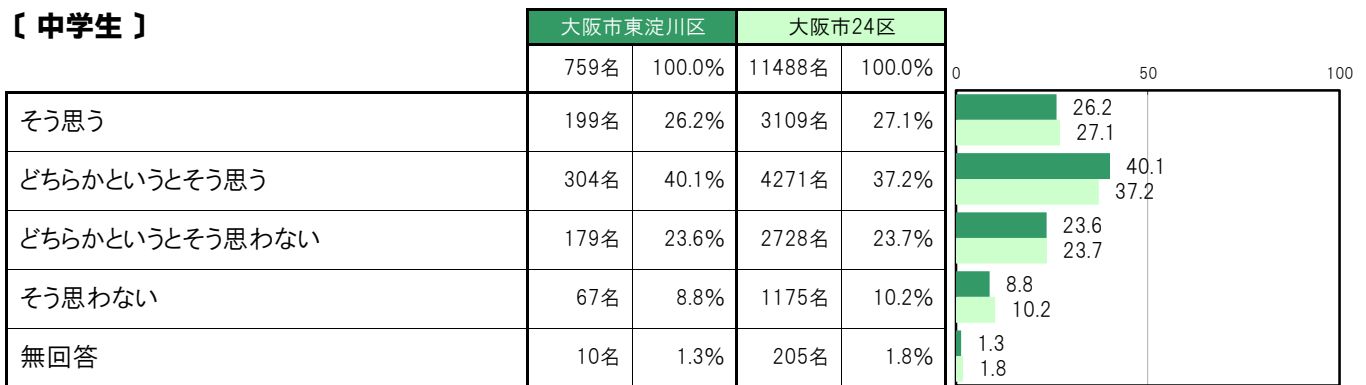 〔 中学生 〕
大阪市東淀川区 大阪市24区
759名 100.0% 11488名 100.0% 0 50 100
そう思う 199名 26.2% 3109名 27.1% 26.2
27.1
どちらかというとそう思う 304名 40.1% 4271名 37.2% 40.1
37.2
どちらかというとそう思わない 179名 23.6% 2728名 23.7% 23.6
23.7
そう思わない 67名 8.8% 1175名 10.2% 8.8
10.2
無回答 10名 1.3% 205名 1.8% 1.3
1.8